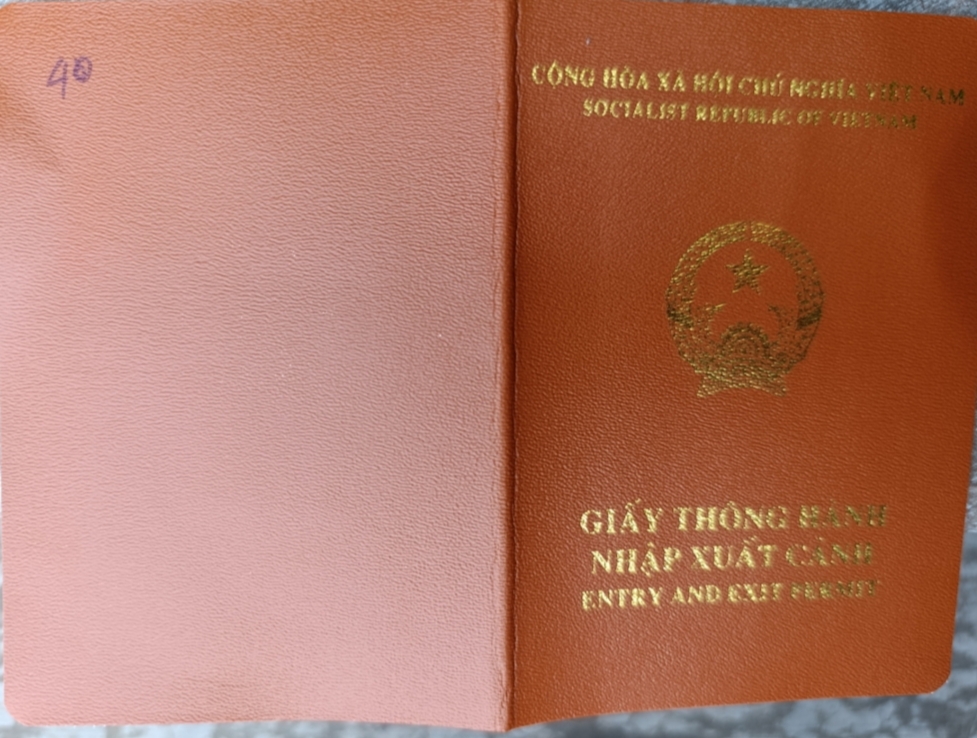 40
CỘNG HÒA XÃ HỘI CHỦ NGHĨA VIỆT NAM
SOCIALIST REPUBLIC OF VIETNAM
GIẤY THÔNG HÀNH
NHẬP XUẤT CẢNH
ENTRY AND EXIT PERMIT